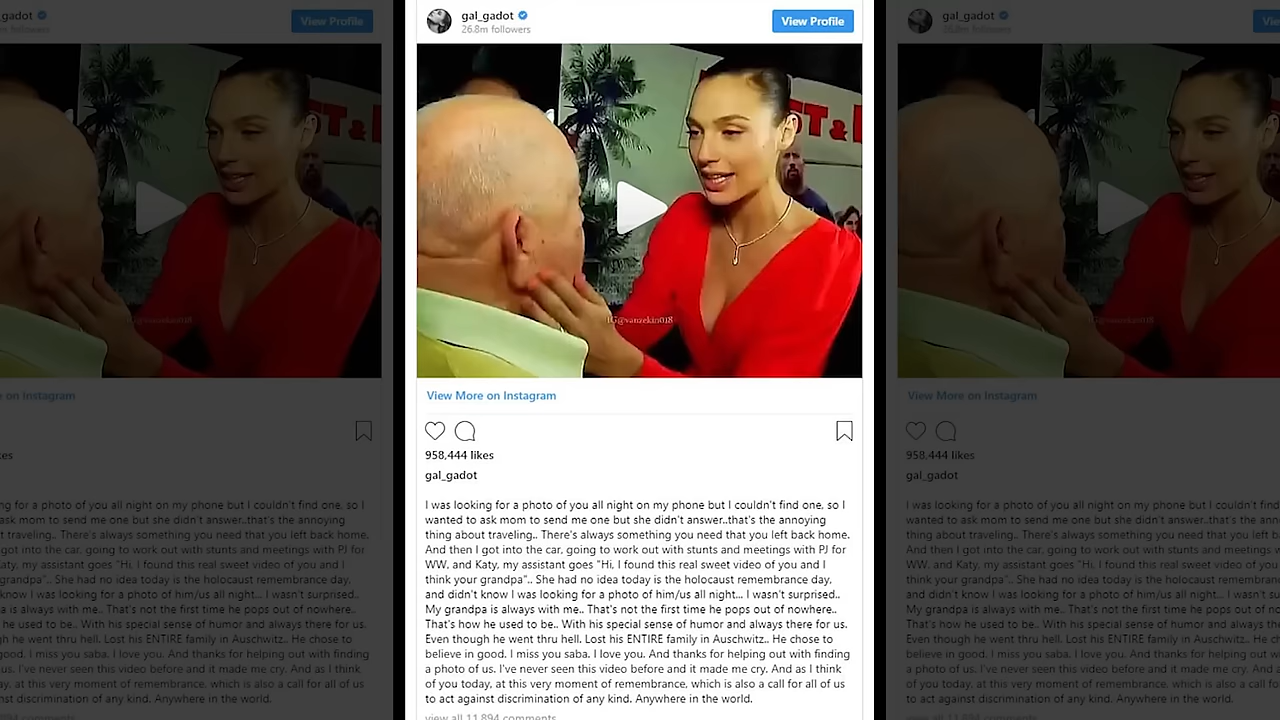 gal_gadot
26.8m followers
View Profile
T&T
IG@vanzekin018
View More on Instagram
958,444 likes
gal_gadot
I was looking for a photo of you all night on my phone but I couldn't find one, so I
wanted to ask mom to send me one but she didn't answer..that's the annoying
thing about traveling.. There's always something you need that you left back home.
And then I got into the car, going to work out with stunts and meetings with PJ for
WW, and Katy, my assistant goes "Hi, I found this real sweet video of you and I
think your grandpa".. She had no idea today is the holocaust remembrance day,
and didn't know I was looking for a photo of him/us all night... I wasn't surprised..
My grandpa is always with me.. That's not the first time he pops out of nowhere..
That's how he used to be.. With his special sense of humor and always there for us.
Even though he went thru hell. Lost his ENTIRE family in Auschwitz.. He chose to
believe in good. I miss you saba. I love you. And thanks for helping out with finding
a photo of us. I've never seen this video before and it made me cry. And as I think
of you today, at this very moment of remembrance, which is also a call for all of us
to act against discrimination of any kind. Anywhere in the world.
view all 11,894 comments